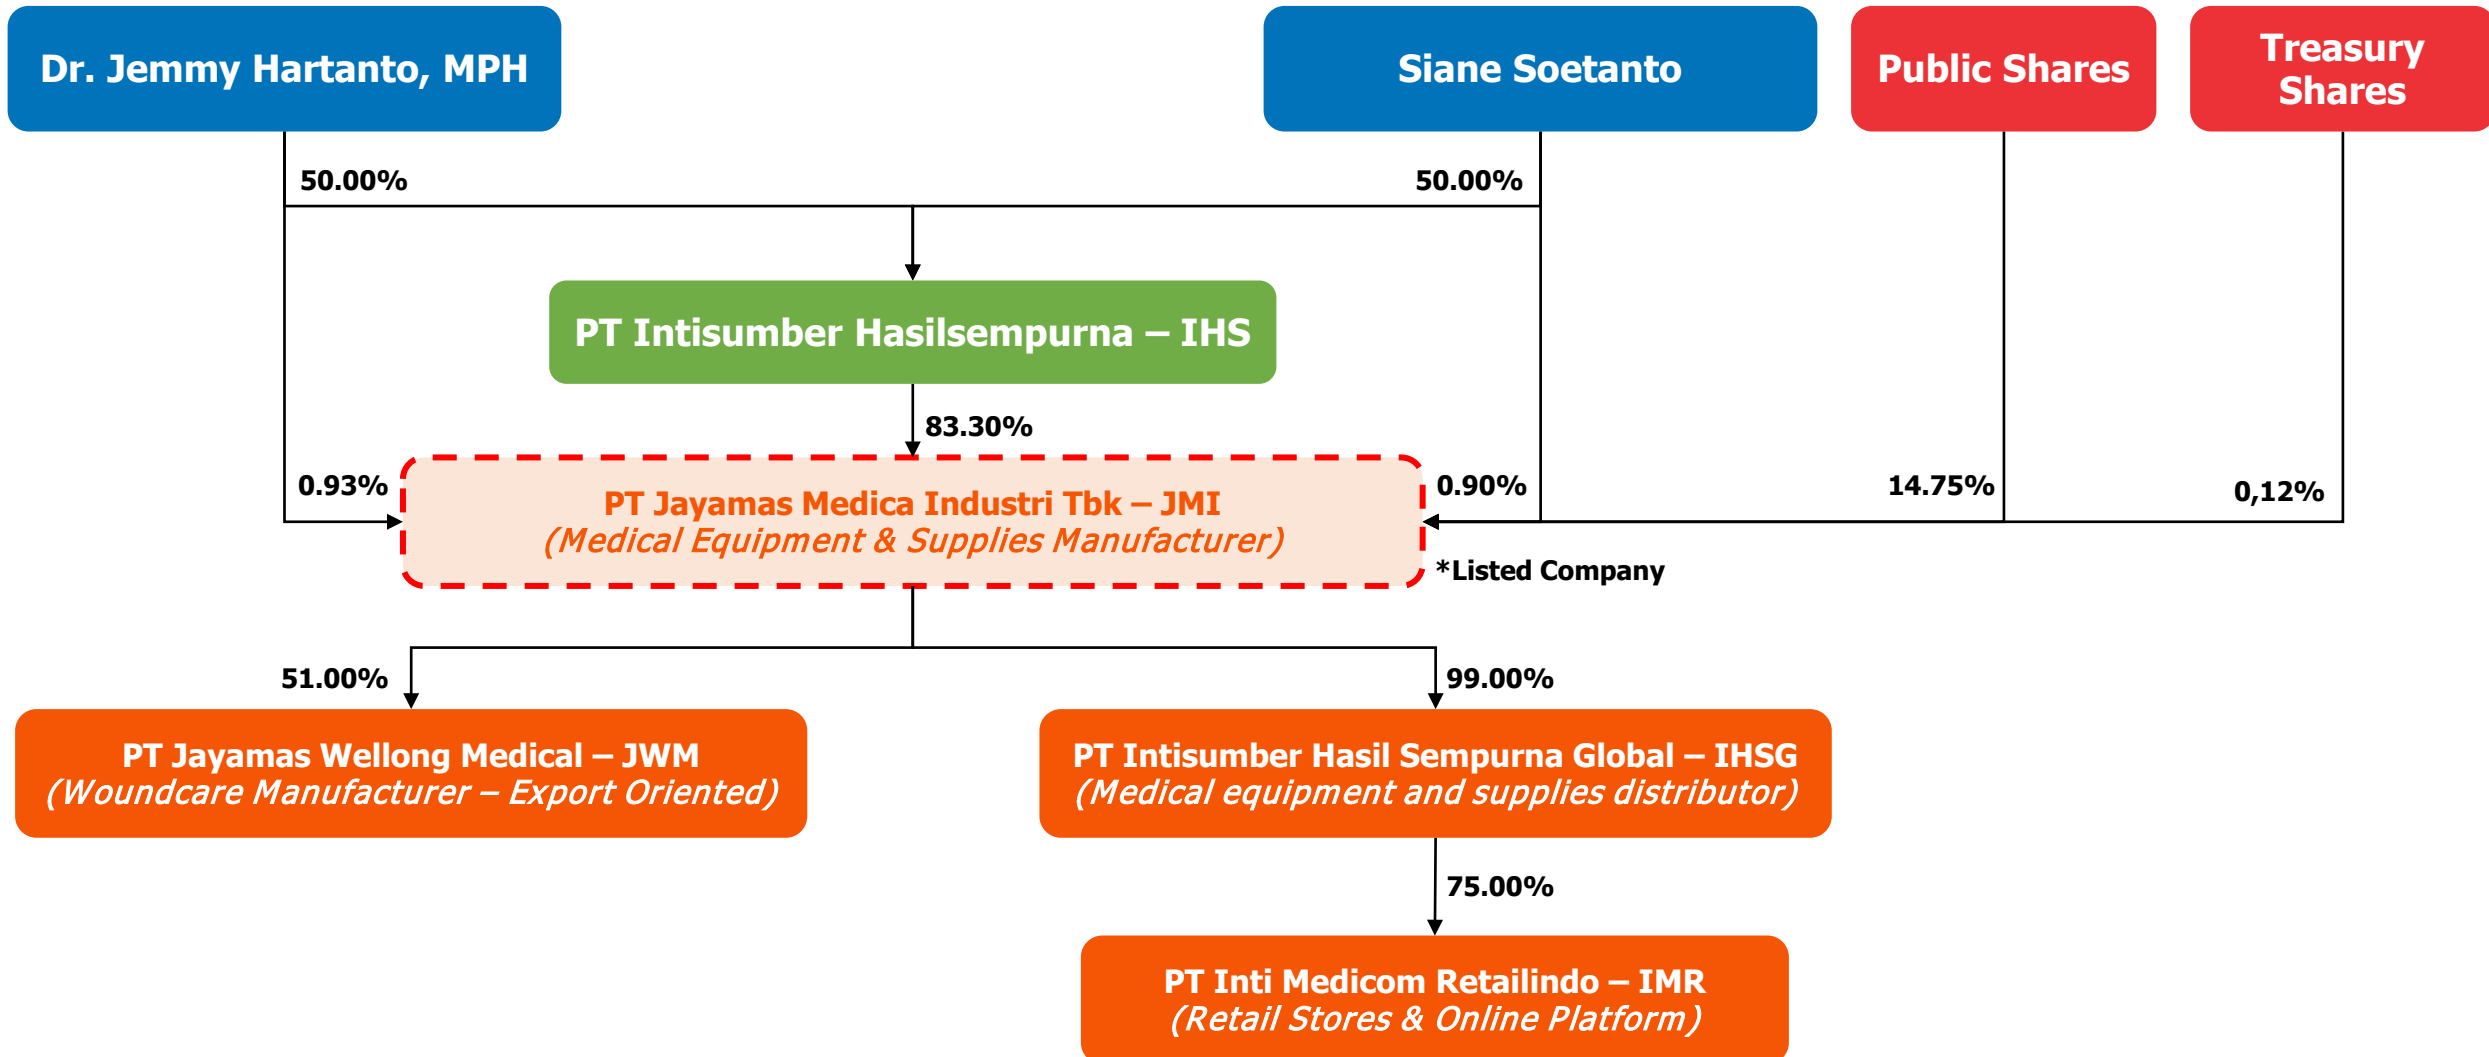 Dr. Jemmy Hartanto, MPH
Siane Soetanto
Public Shares
Treasury
Shares
50.00%
50.00%
PT Intisumber Hasilsempurna – IHS
83.30%
0.93%
PT Jayamas Medica Industri Tbk – JMI
(Medical Equipment & Supplies Manufacturer)
0.90%
14.75%
0,12%
*Listed Company
51.00%
99.00%
PT Jayamas Wellong Medical – JWM
(Woundcare Manufacturer – Export Oriented)
PT Intisumber Hasil Sempurna Global – IHSG
(Medical equipment and supplies distributor)
75.00%
PT Inti Medicom Retailindo – IMR
(Retail Stores & Online Platform)